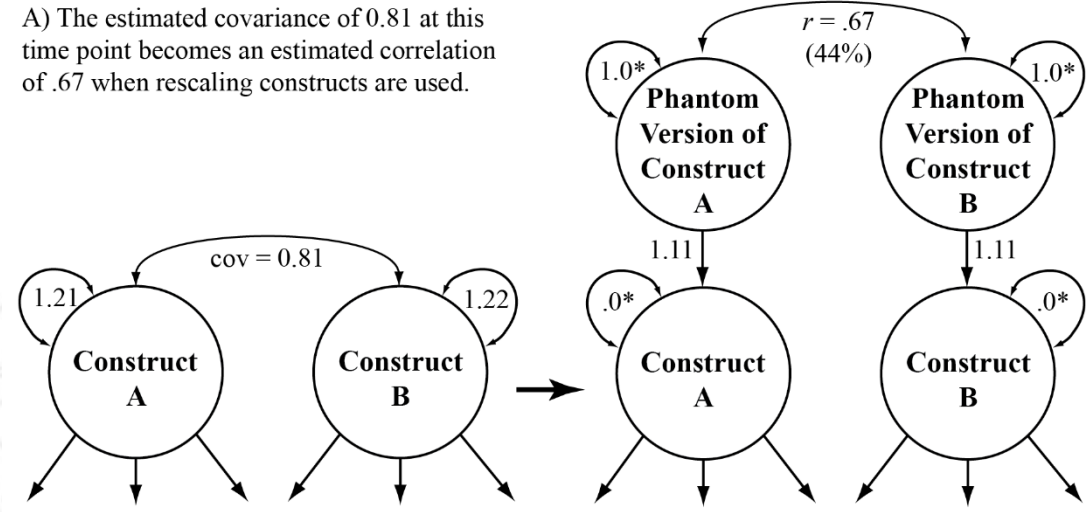 A) The estimated covariance of 0.81 at this
time point becomes an estimated correlation
of .67 when rescaling constructs are used.
r = .67
(44%)
1.0*
1.0*
Phantom
Version of
Construct
A
Phantom
Version of
Construct
B
1.11
1.11
cov = 0.81
1.21
1.22
.0*
.0*
Construct
A
Construct
B
Construct
A
Construct
B